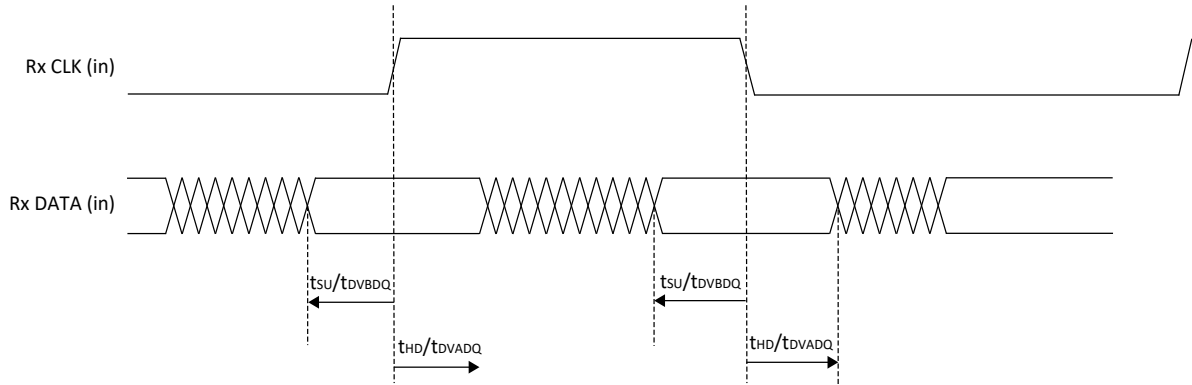 Rx CLK (in)
Rx DATA (in)
tSU/tDVBDQ
tSU/tDVBDQ
tHD/tDVADQ
tHD/tDVADQ